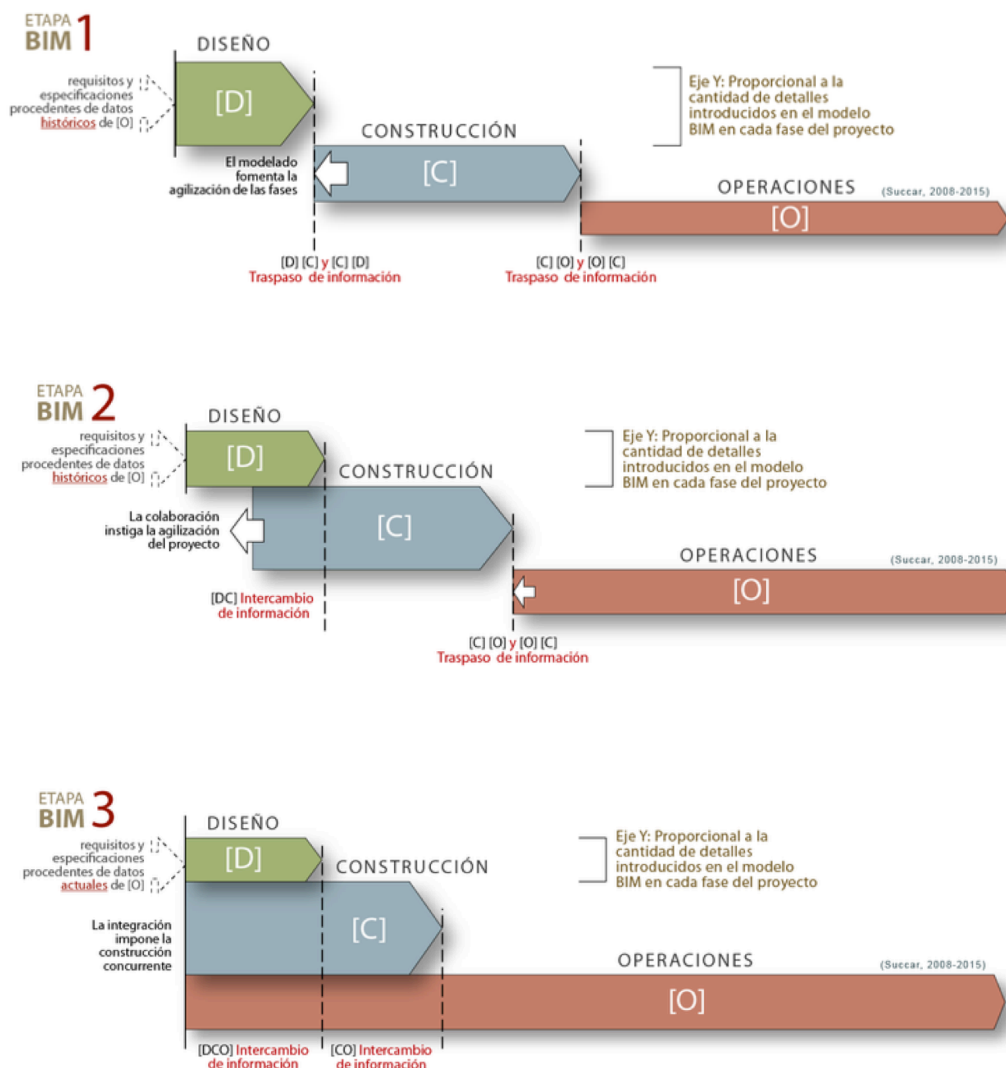 ETAPA
BIM 1
DISEÑO
requisitos y
especificaciones
procedentes de datos
históricos de [O]
[D]
Eje Y: Proporcional a la
cantidad de detalles
introducidos en el modelo
BIM en cada fase del proyecto
CONSTRUCCIÓN
El modelado
fomenta la
agilización de las fases
[C]
OPERACIONES
(Succar, 2008-2015)
[O]
[D] [C] y [C] [D]
Traspaso de información
[C] [O] y [O] [C]
Traspaso de información
ETAPA
BIM 2
DISEÑO
requisitos y
especificaciones
procedentes de datos
históricos de [O]
[D]
Eje Y: Proporcional a la
cantidad de detalles
introducidos en el modelo
BIM en cada fase del proyecto
CONSTRUCCIÓN
La colaboración
instiga la agilización
del proyecto
[C]
OPERACIONES
(Succar, 2008-2015)
[O]
[DC] Intercambio
de información
[C] [O] y [O] [C]
Traspaso de información
ETAPA
BIM 3
DISEÑO
requisitos y
especificaciones
procedentes de datos
actuales de [O]
[D]
Eje Y: Proporcional a la
cantidad de detalles
introducidos en el modelo
BIM en cada fase del proyecto
CONSTRUCCIÓN
La integración
impone la
construcción
concurrente
[C]
OPERACIONES
(Succar, 2008-2015)
[O]
[DCO] Intercambio
de información
[CO] Intercambio
de información